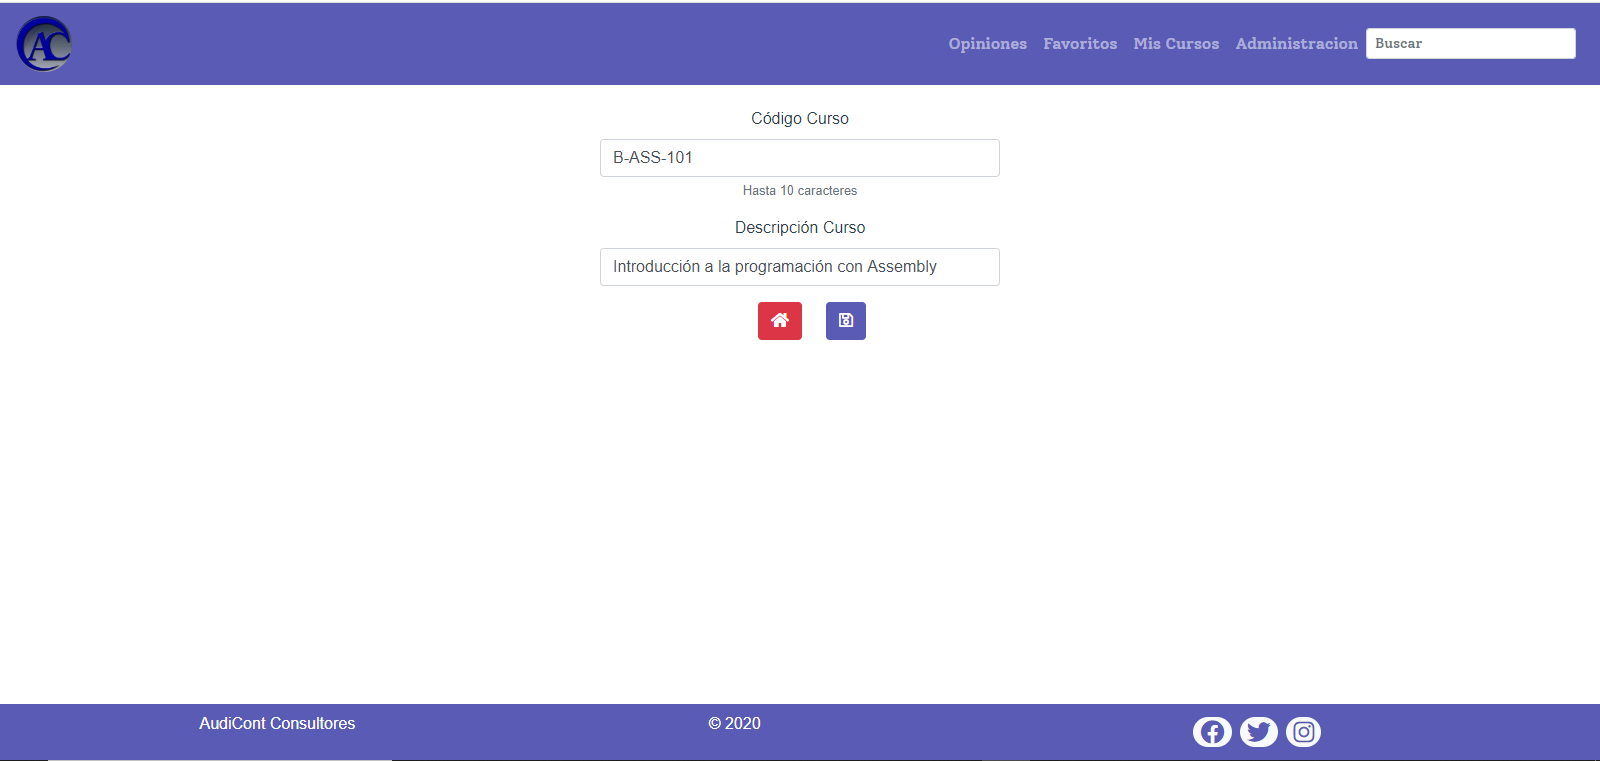 AC
Opiniones Favoritos Mis Cursos Administracion Buscar
Código Curso
B-ASS-101
Hasta 10 caracteres
Descripción Curso
Introducción a la programación con Assembly
AudiCont Consultores © 2020